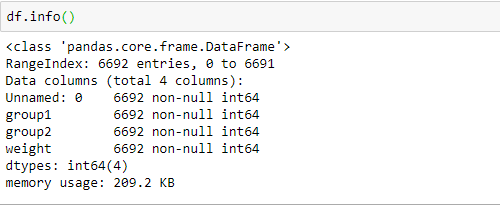 df.info()
<class 'pandas.core.frame.DataFrame'>
RangeIndex: 6692 entries, 0 to 6691
Data columns (total 4 columns):
Unnamed: 0    6692 non-null int64
group1        6692 non-null int64
group2        6692 non-null int64
weight        6692 non-null int64
dtypes: int64(4)
memory usage: 209.2 KB